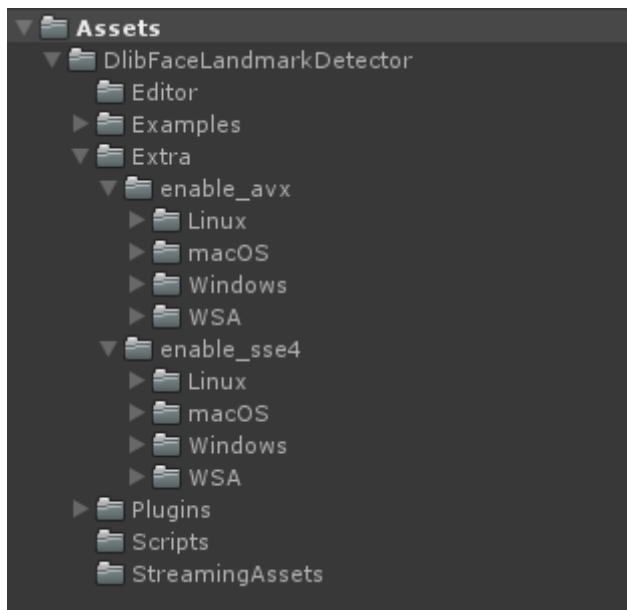 Assets
DlibFaceLandmarkDetector
Editor
Examples
Extra
enable_avx
Linux
macOS
Windows
WSA
enable_sse4
Linux
macOS
Windows
WSA
Plugins
Scripts
StreamingAssets